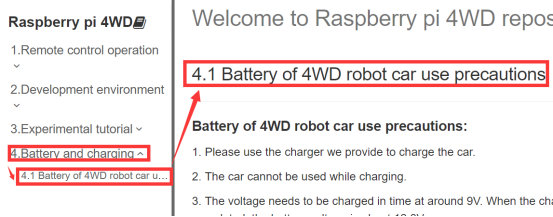 Raspberry pi 4WD
1.Remote control operation
2.Development environment
3.Experimental tutorial
4.Battery and charging
4.1 Battery of 4WD robot car u...
Welcome to Raspberry pi 4WD repos
4.1 Battery of 4WD robot car use precautions
Battery of 4WD robot car use precautions:
1. Please use the charger we provide to charge the car.
2. The car cannot be used while charging.
3. The voltage needs to be charged in time at around 9V. When the cha